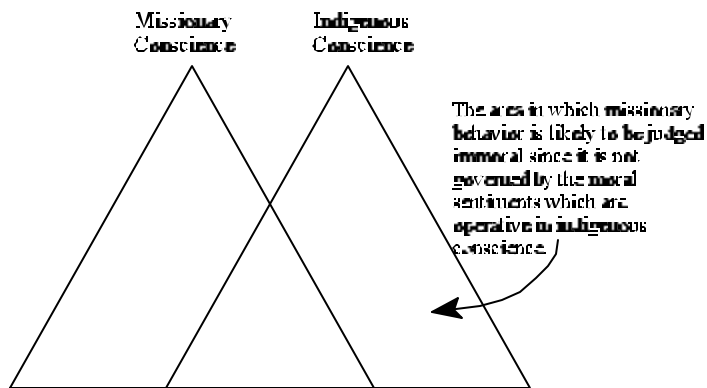 Missionary
Conscience
Indigenous
Conscience
The area in which missionary
behavior is likely to be judged
immoral since it is not
governed by the moral
sentiments which are
operative in indigenous
conscience.